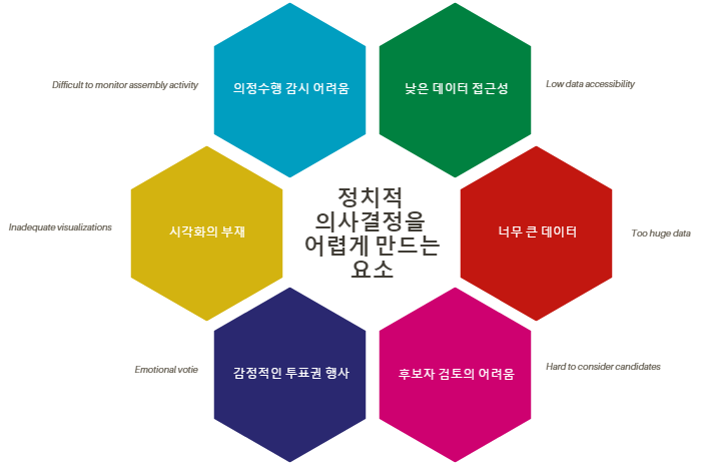 Difficult to monitor assembly activity
의정수행 감시 어려움
낮은 데이터 접근성
Low data accessibility
정치적
의사결정을
어렵게 만드는
요소
Inadequate visualizations
시각화의 부재
너무 큰 데이터
Too huge data
Emotional votie
감정적인 투표권 행사
후보자 검토의 어려움
Hard to consider candidates